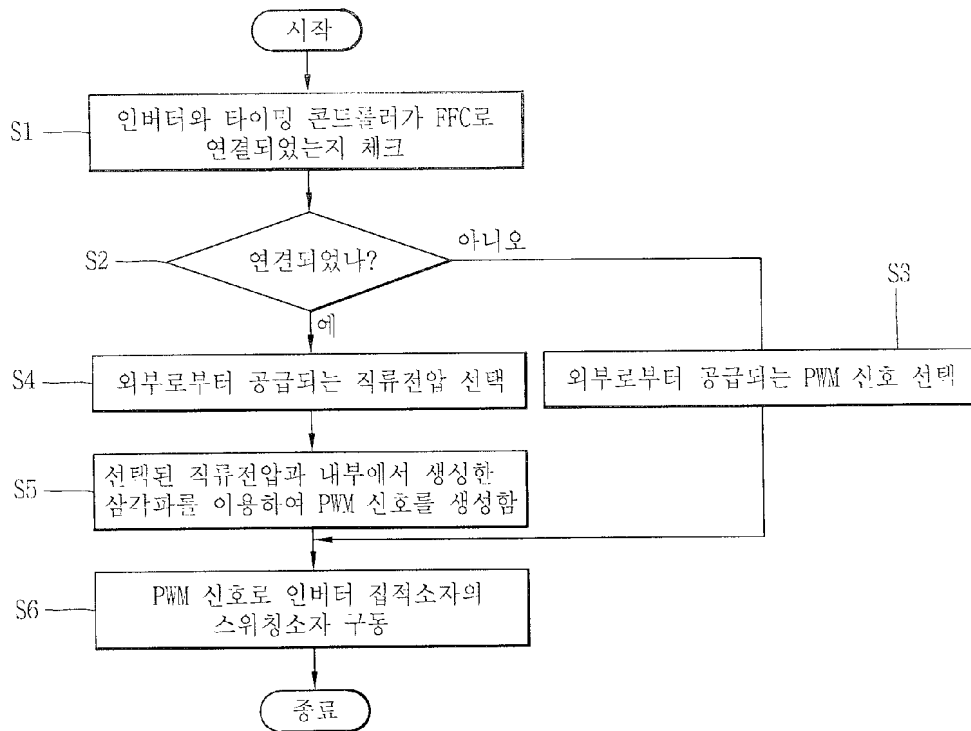 시작
S1
인버터와 타이밍 콘트롤러가 FFC로
연결되었는지 체크
S2
연결되었나?
아니오
예
S3
외부로부터 공급되는 PWM 신호 선택
S4
외부로부터 공급되는 직류전압 선택
S5
선택된 직류전압과 내부에서 생성한
삼각파를 이용하여 PWM 신호를 생성함
S6
PWM 신호로 인버터 집적소자의
스위칭소자 구동
종료